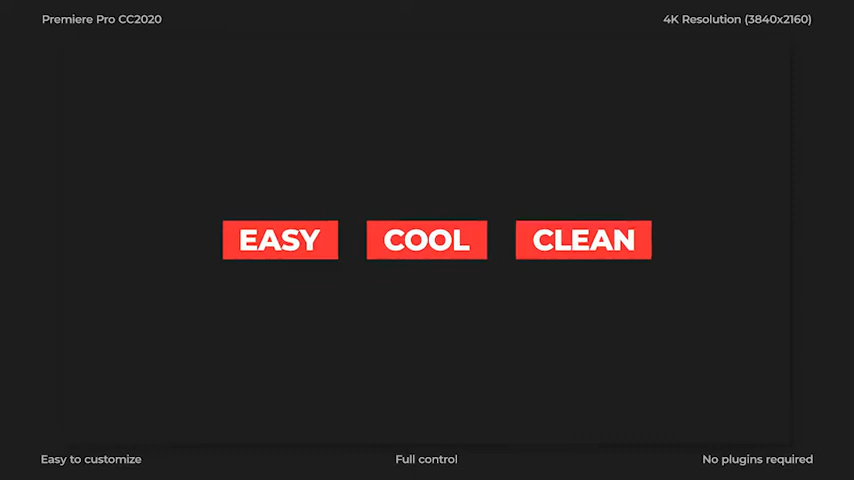 Premiere Pro CC2020
4K Resolution (3840x2160)
EASY COOL CLEAN
Easy to customize
Full control
No plugins required